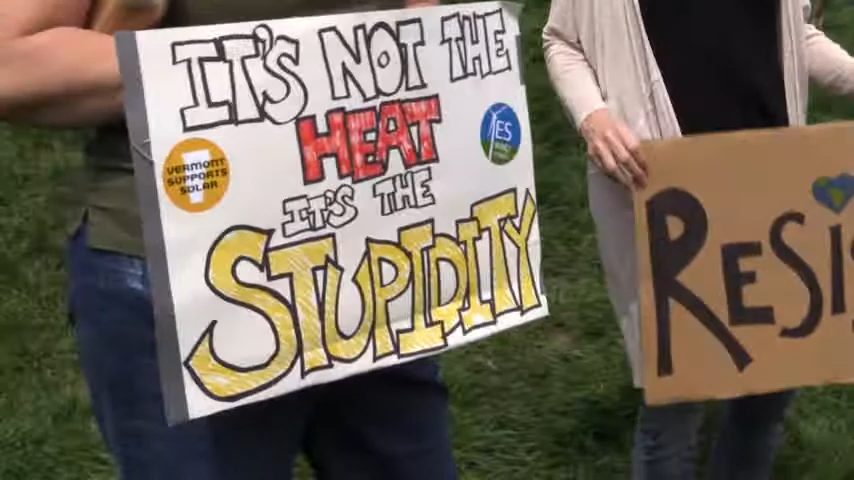 IT'S NOT THE
HEAT
IT'S THE
STUPIDITY
VERMONT
SUPPORTS
SOLAR
YES
RESIS